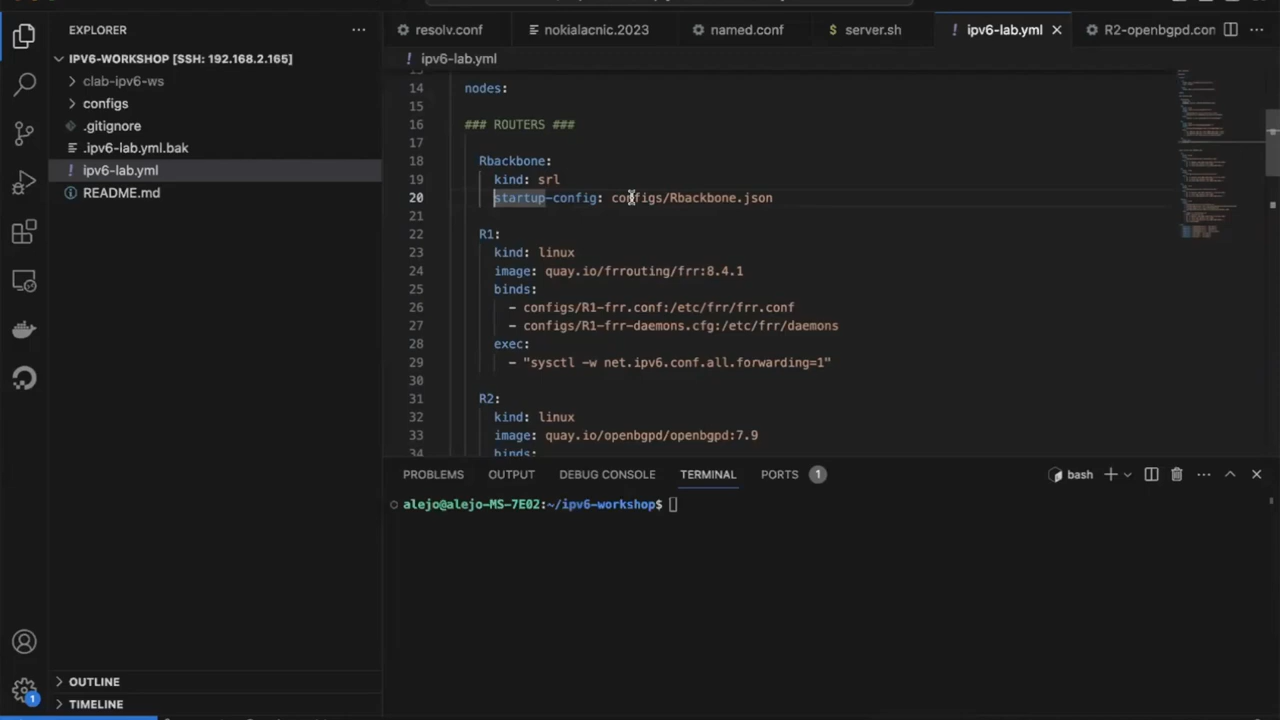 EXPLORER
IPV6-WORKSHOP [SSH: 192.168.2.165]
clab-ipv6-ws
configs
.gitignore
.ipv6-lab.yml.bak
ipv6-lab.yml
README.md
OUTLINE
TIMELINE
1
resolv.conf
nokialacnic.2023
named.conf
server.sh
ipv6-lab.yml
R2-openbgpd.con
ipv6-lab.yml
14 nodes:
15
16 ### ROUTERS ###
17
18 Rbackbone:
19 kind: srl
20 startup-config: configs/Rbackbone.json
21
22 R1:
23 kind: linux
24 image: quay.io/frrouting/frr:8.4.1
25 binds:
26 - configs/R1-frr.conf:/etc/frr/frr.conf
27 - configs/R1-frr-daemons.cfg:/etc/frr/daemons
28 exec:
29 - "sysctl -w net.ipv6.conf.all.forwarding=1"
30
31 R2:
32 kind: linux
33 image: quay.io/openbgpd/openbgpd:7.9
34 binds:
PROBLEMS OUTPUT DEBUG CONSOLE TERMINAL PORTS 1 bash
alejo@alejo-MS-7E02:~/ipv6-workshop$